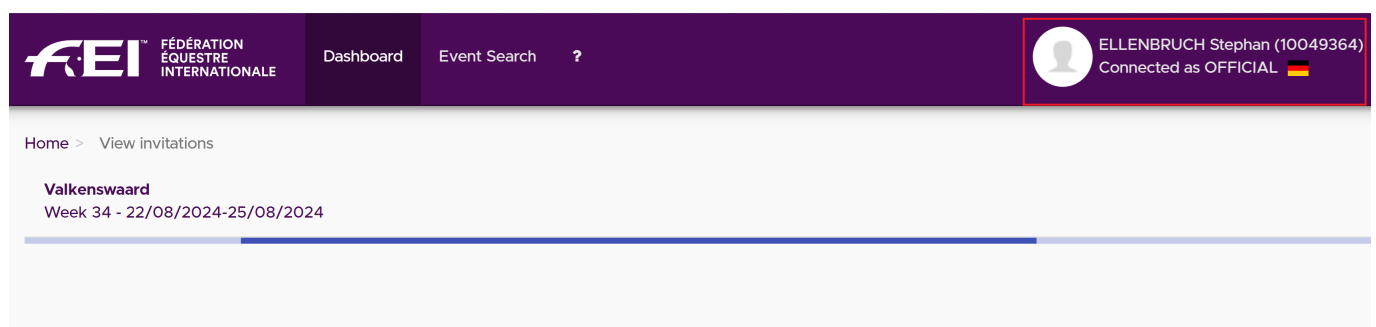 FEI™ FÉDÉRATION
ÉQUESTRE
INTERNATIONALE
Dashboard Event Search ?
ELLENBRUCH Stephan (10049364)
Connected as OFFICIAL
Home > View invitations
Valkenswaard
Week 34 - 22/08/2024-25/08/2024